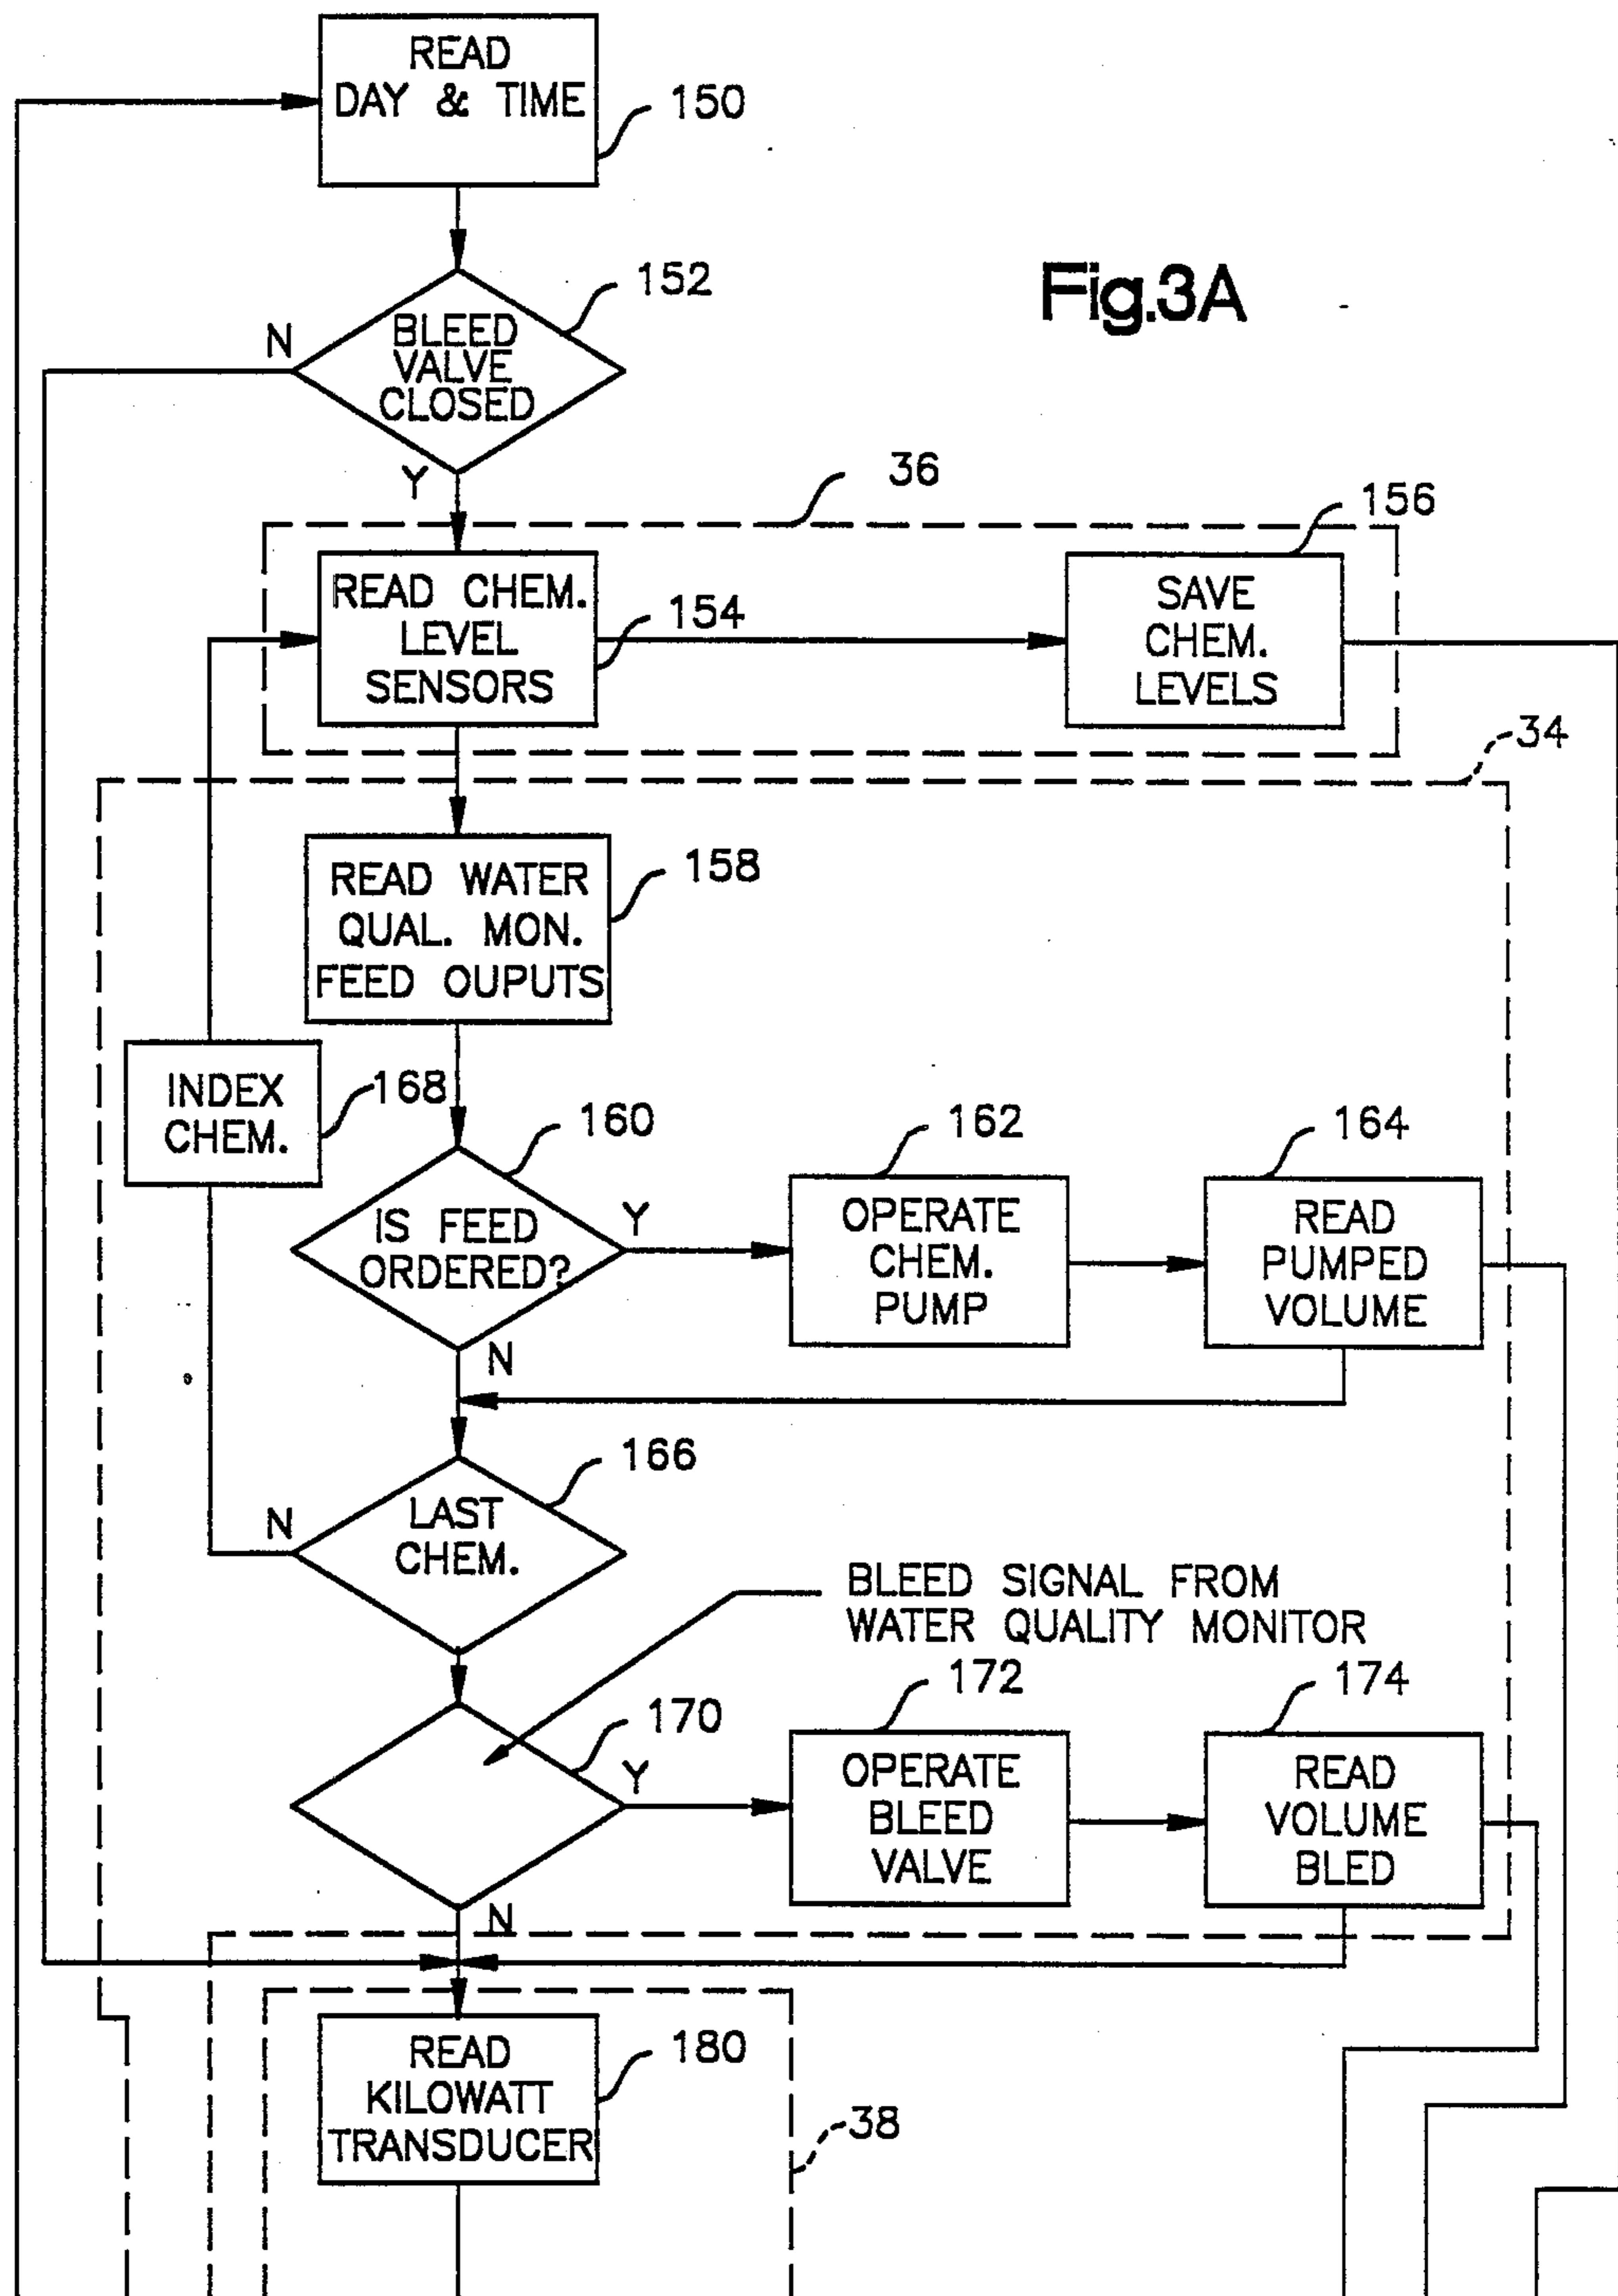 READ
DAY & TIME
150
Fig.3A
152
N
BLEED
VALVE
CLOSED
Y
36
156
READ CHEM.
LEVEL
SENSORS
154
SAVE
CHEM.
LEVELS
34
READ WATER
QUAL. MON.
FEED OUPUTS
158
INDEX
CHEM.
168
160
162
164
IS FEED
ORDERED?
Y
OPERATE
CHEM.
PUMP
READ
PUMPED
VOLUME
N
166
N
LAST
CHEM.
BLEED SIGNAL FROM
WATER QUALITY MONITOR
170
172
174
Y
OPERATE
BLEED
VALVE
READ
VOLUME
BLED
N
READ
KILOWATT
TRANSDUCER
180
38